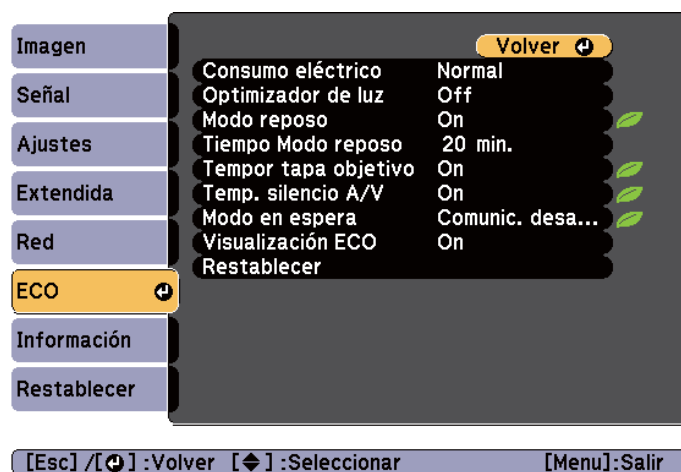 Imagen
Señal
Ajustes
Extendida
Red
ECO
Información
Restablecer
Volver
Consumo eléctrico Normal
Optimizador de luz Off
Modo reposo On
Tiempo Modo reposo 20 min.
Tempor tapa objetivo On
Temp. silencio A/V On
Modo en espera Comunic. desa...
Visualización ECO On
Restablecer
[Esc] /[⏎] :Volver [◆] :Seleccionar [Menu]:Salir